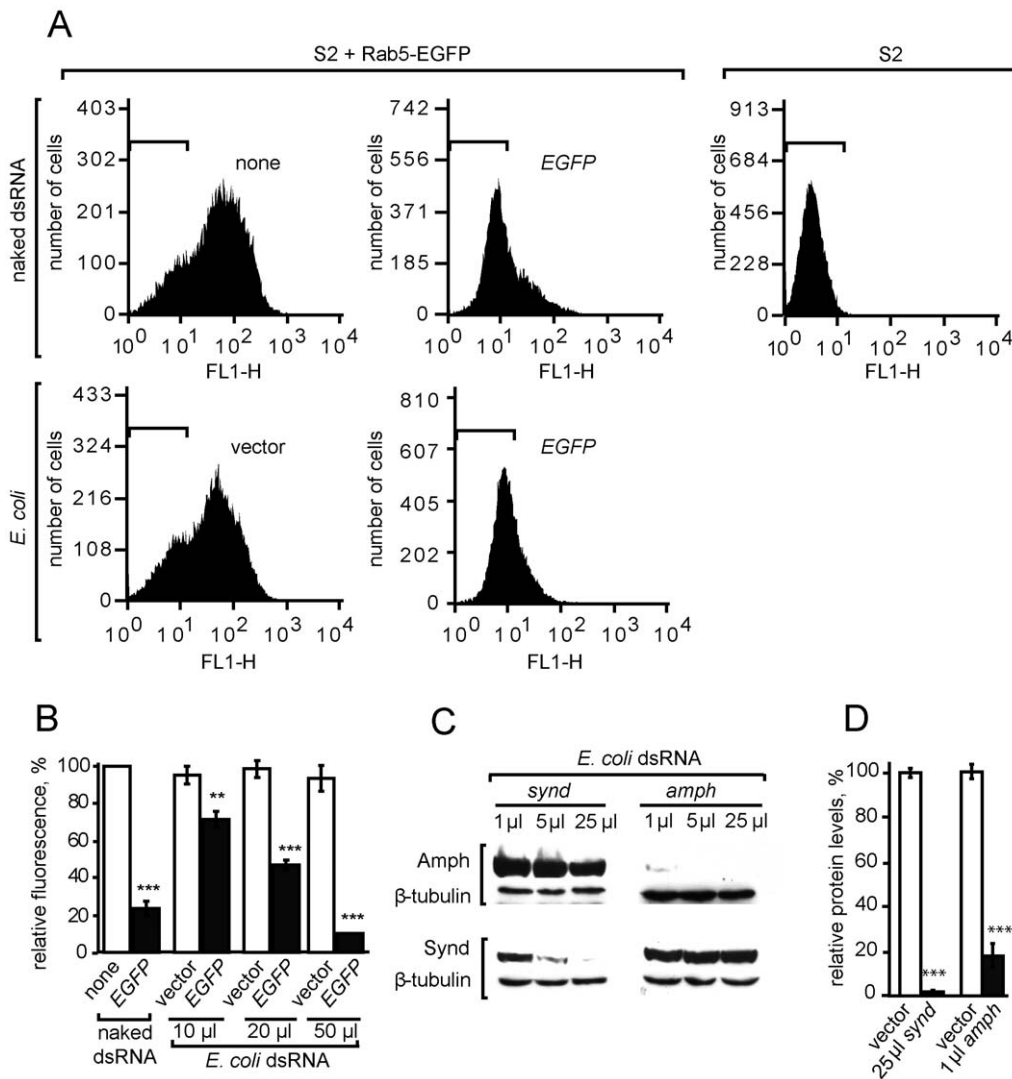 A
S2 + Rab5-EGFP
S2
naked dsRNA
number of cells
403
302
201
100
0
none
10^0 10^1 10^2 10^3 10^4
FL1-H
number of cells
742
556
371
185
0
EGFP
10^0 10^1 10^2 10^3 10^4
FL1-H
number of cells
913
684
456
228
0
10^0 10^1 10^2 10^3 10^4
FL1-H
E. coli
number of cells
433
324
216
108
0
vector
10^0 10^1 10^2 10^3 10^4
FL1-H
number of cells
810
607
405
202
0
EGFP
10^0 10^1 10^2 10^3 10^4
FL1-H
B
relative fluorescence, %
100
80
60
40
20
0
***
**
***
***
none EGFP vector EGFP vector EGFP vector EGFP
naked dsRNA
10 µl 20 µl 50 µl
E. coli dsRNA
C
E. coli dsRNA
synd amph
1 µl 5 µl 25 µl 1 µl 5 µl 25 µl
Amph
β-tubulin
Synd
β-tubulin
D
relative protein levels, %
100
80
60
40
20
0
***
***
vector
25 µl synd
vector
1 µl amph